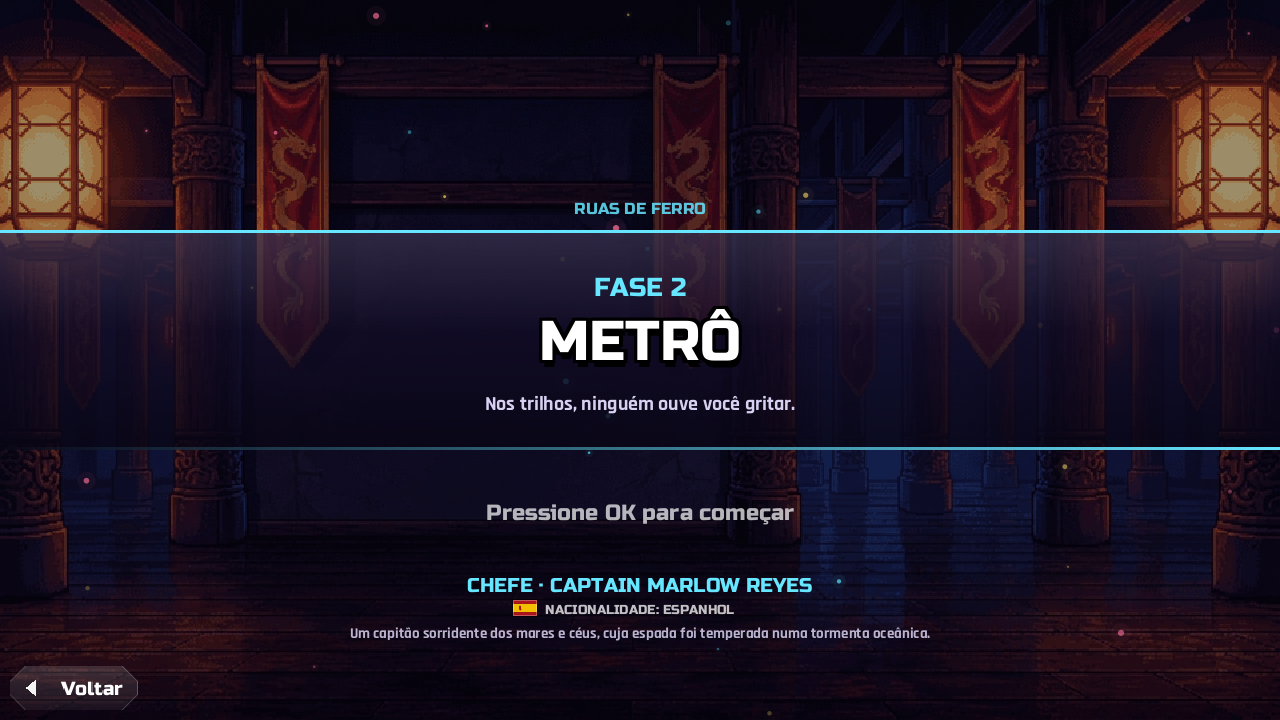 RUAS DE FERRO
FASE 2
METRÔ
Nos trilhos, ninguém ouve você gritar.
Pressione OK para começar
CHEFE · CAPTAIN MARLOW REYES
NACIONALIDADE: ESPANHOL
Um capitão sorridente dos mares e céus, cuja espada foi temperada numa tormenta oceânica.
Voltar